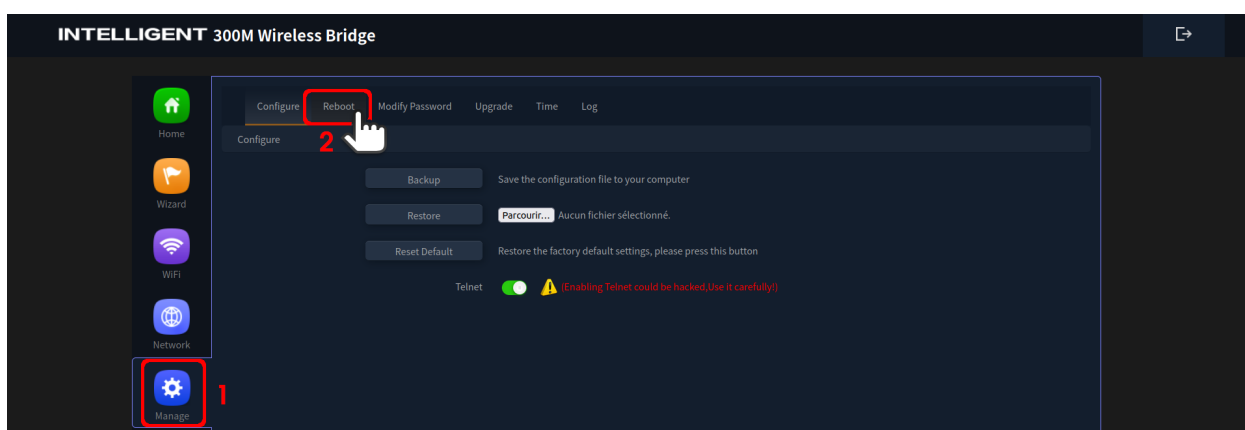 INTELLIGENT 300M Wireless Bridge
Home
Wizard
WiFi
Network
Manage
1
Configure Reboot Modify Password Upgrade Time Log
2
Configure
Backup Save the configuration file to your computer
Restore Parcourir... Aucun fichier sélectionné.
Reset Default Restore the factory default settings, please press this button
Telnet (Enabling Telnet could be hacked,Use it carefully!)